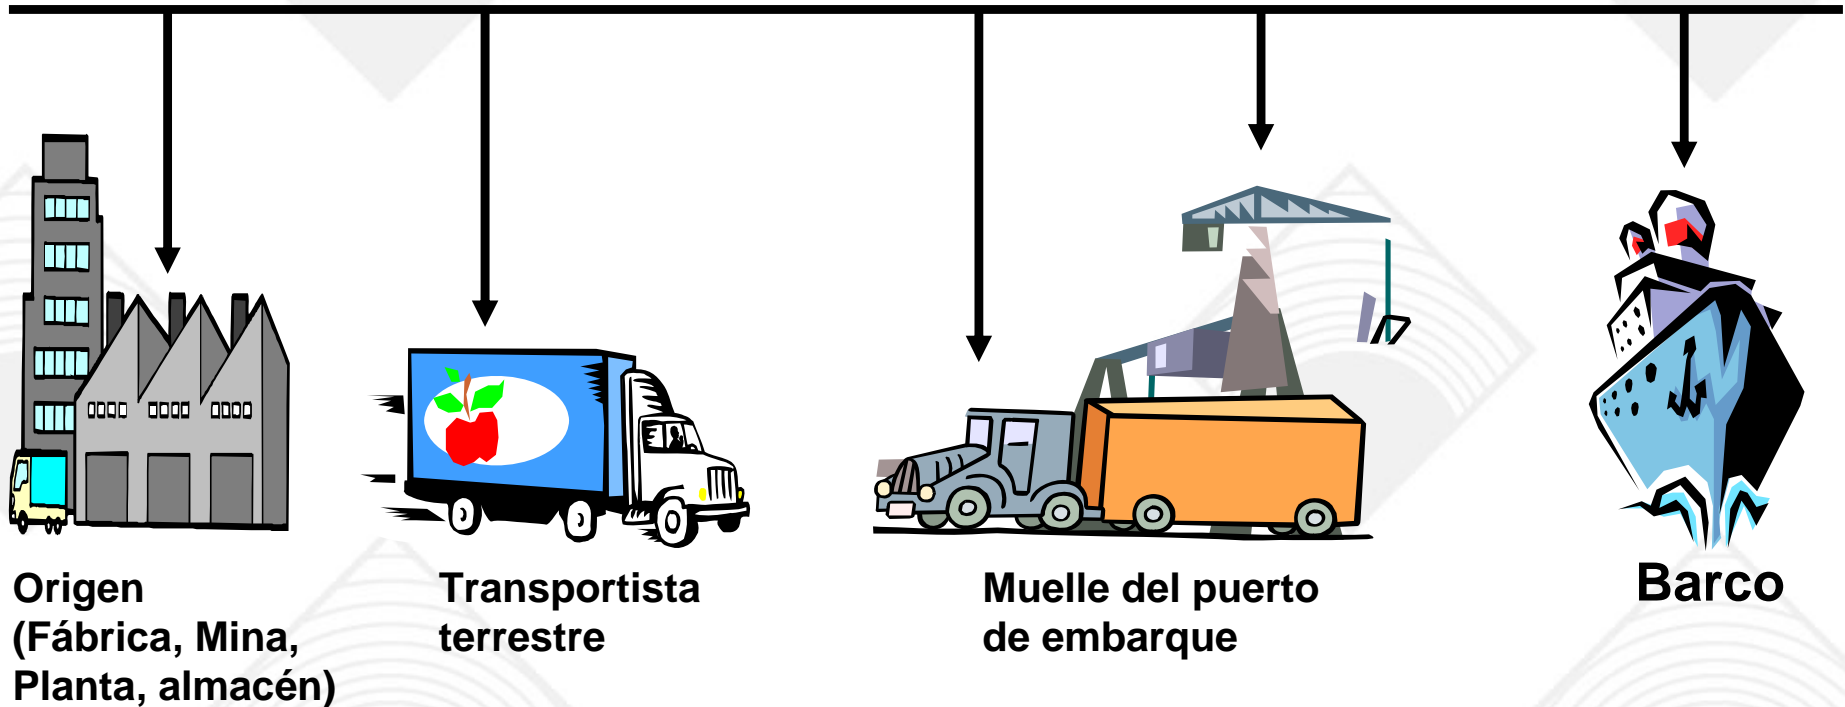 Origen
(Fábrica, Mina,
Planta, almacén)
Transportista
terrestre
Muelle del puerto
de embarque
Barco